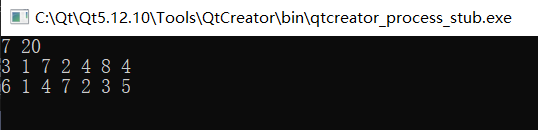 C:\Qt\Qt5.12.10\Tools\QtCreator\bin\qtcreator_process_stub.exe
7 20
3 1 7 2 4 8 4
6 1 4 7 2 3 5